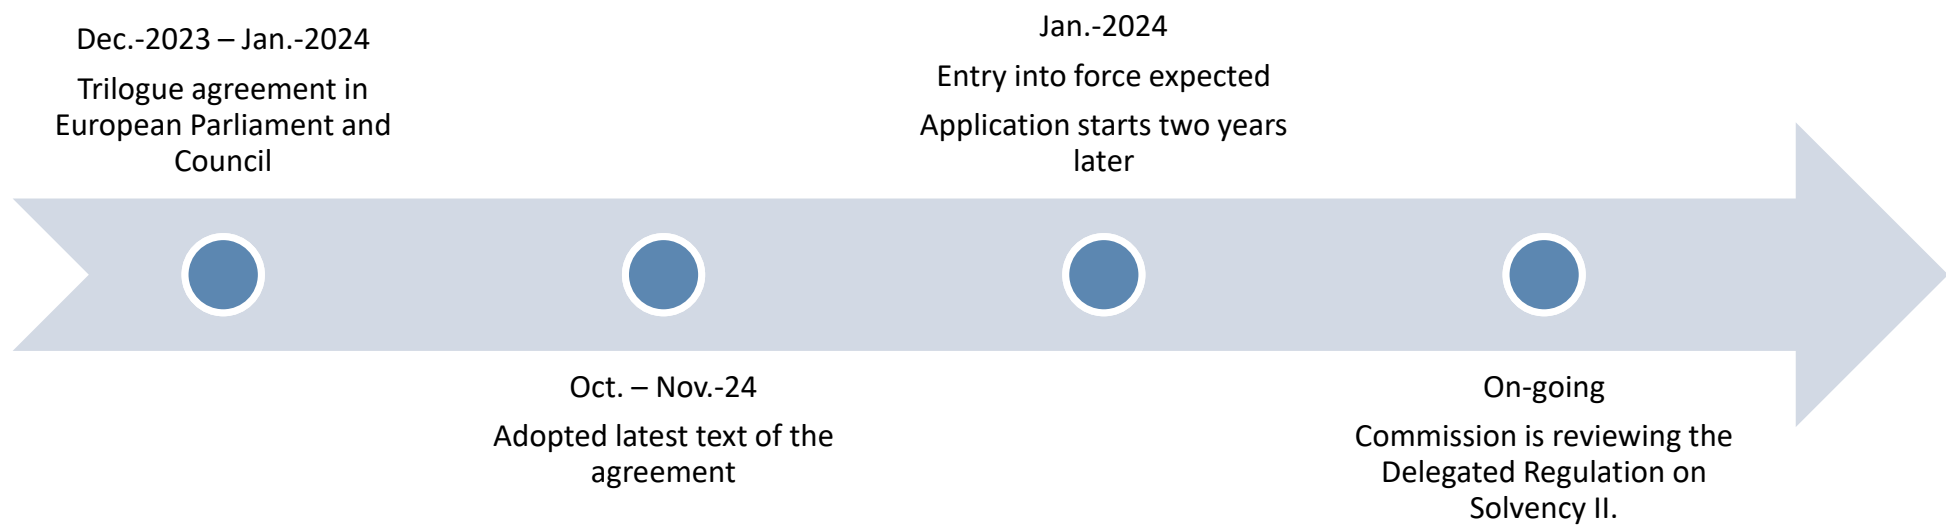 Dec.-2023 – Jan.-2024
Trilogue agreement in
European Parliament and
Council
Oct. – Nov.-24
Adopted latest text of the
agreement
Jan.-2024
Entry into force expected
Application starts two years
later
On-going
Commission is reviewing the
Delegated Regulation on
Solvency II.